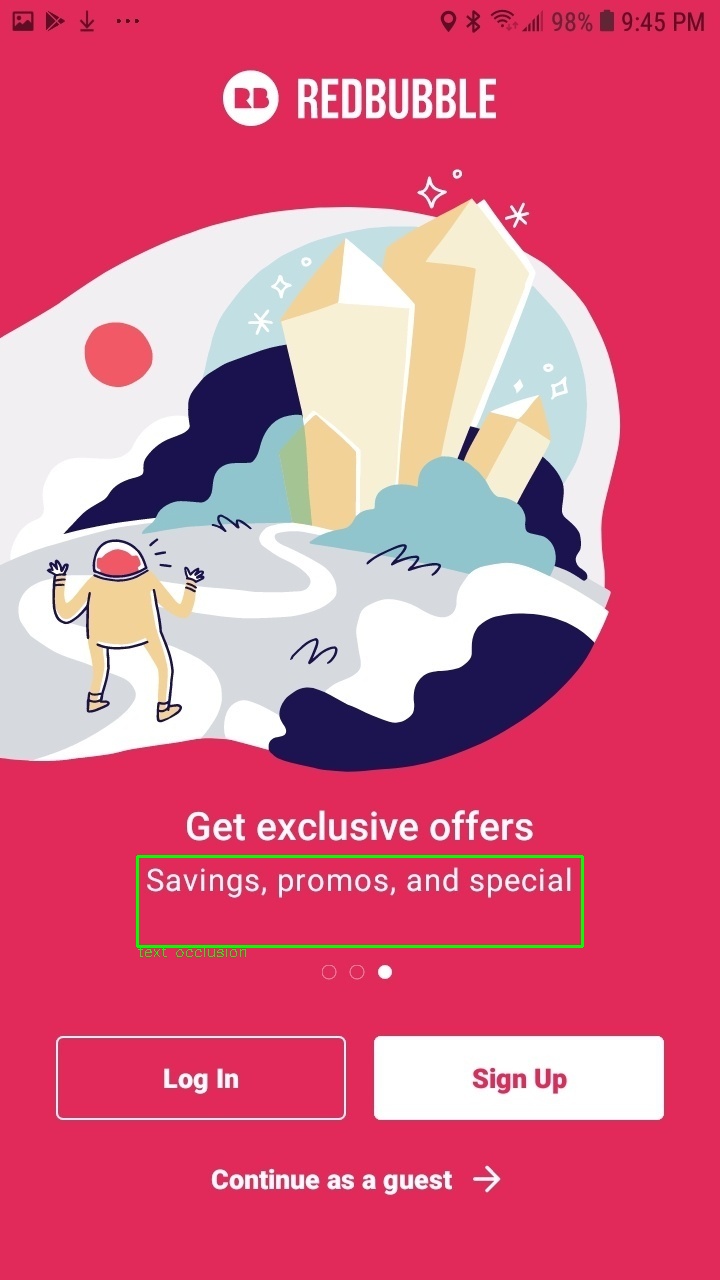 98% 9:45 PM
RB REDBUBBLE
Get exclusive offers
Savings, promos, and special
text occlusion
Log In
Sign Up
Continue as a guest